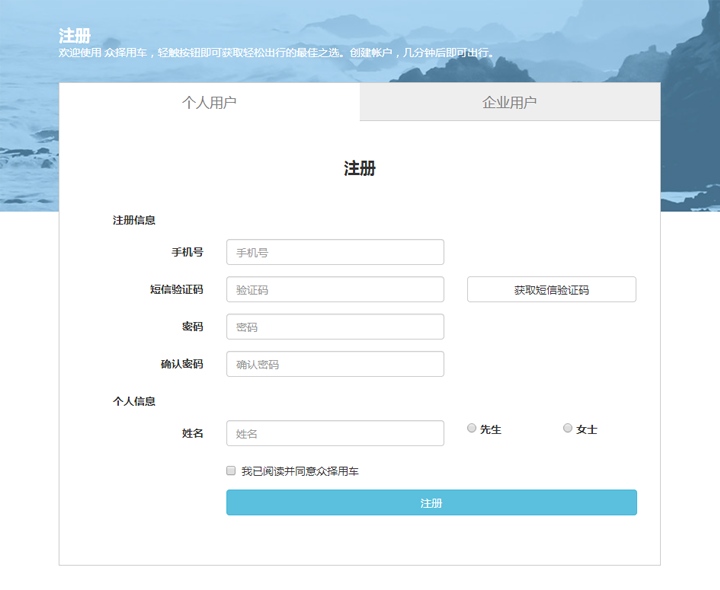 注册
欢迎使用 众择用车，轻触按钮即可获取轻松出行的最佳之选。创建帐户，几分钟后即可出行。
个人用户 企业用户
注册
注册信息
手机号 手机号
短信验证码 验证码 获取短信验证码
密码 密码
确认密码 确认密码
个人信息
姓名 姓名 先生 女士
我已阅读并同意众择用车
注册